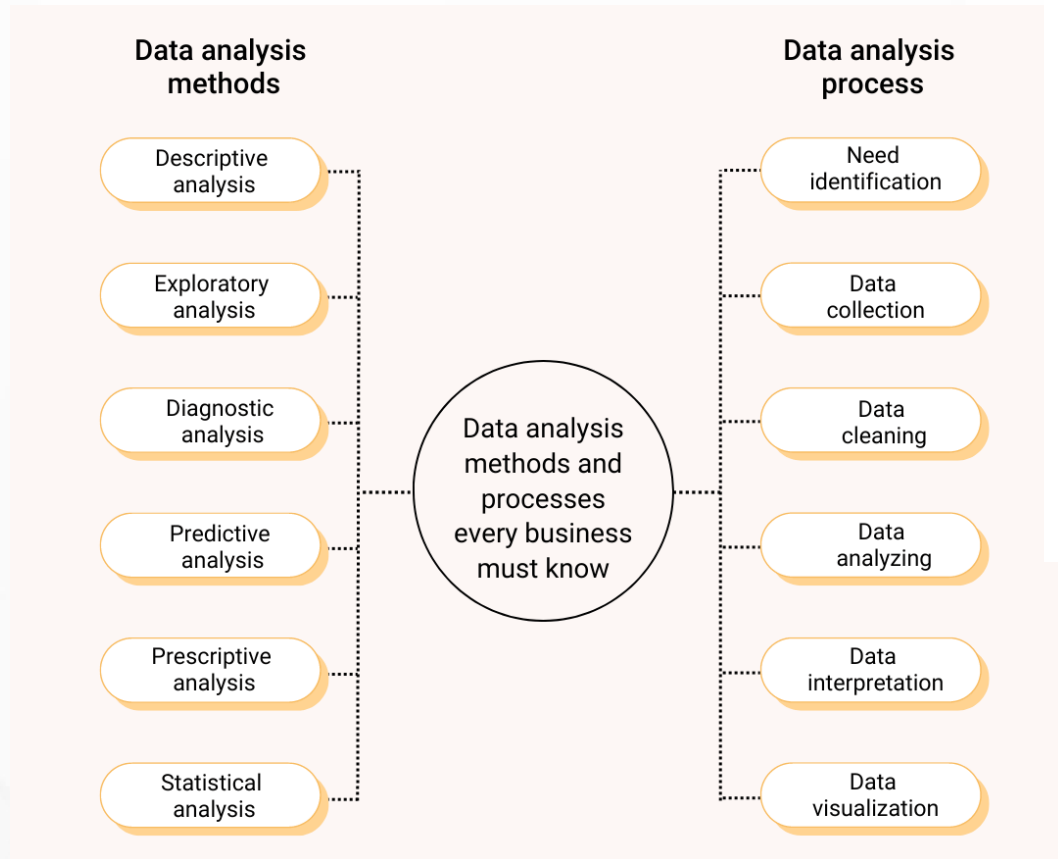 Data analysis
methods
Descriptive
analysis
Exploratory
analysis
Diagnostic
analysis
Predictive
analysis
Prescriptive
analysis
Statistical
analysis
Data analysis
methods and
processes
every business
must know
Data analysis
process
Need
identification
Data
collection
Data
cleaning
Data
analyzing
Data
interpretation
Data
visualization